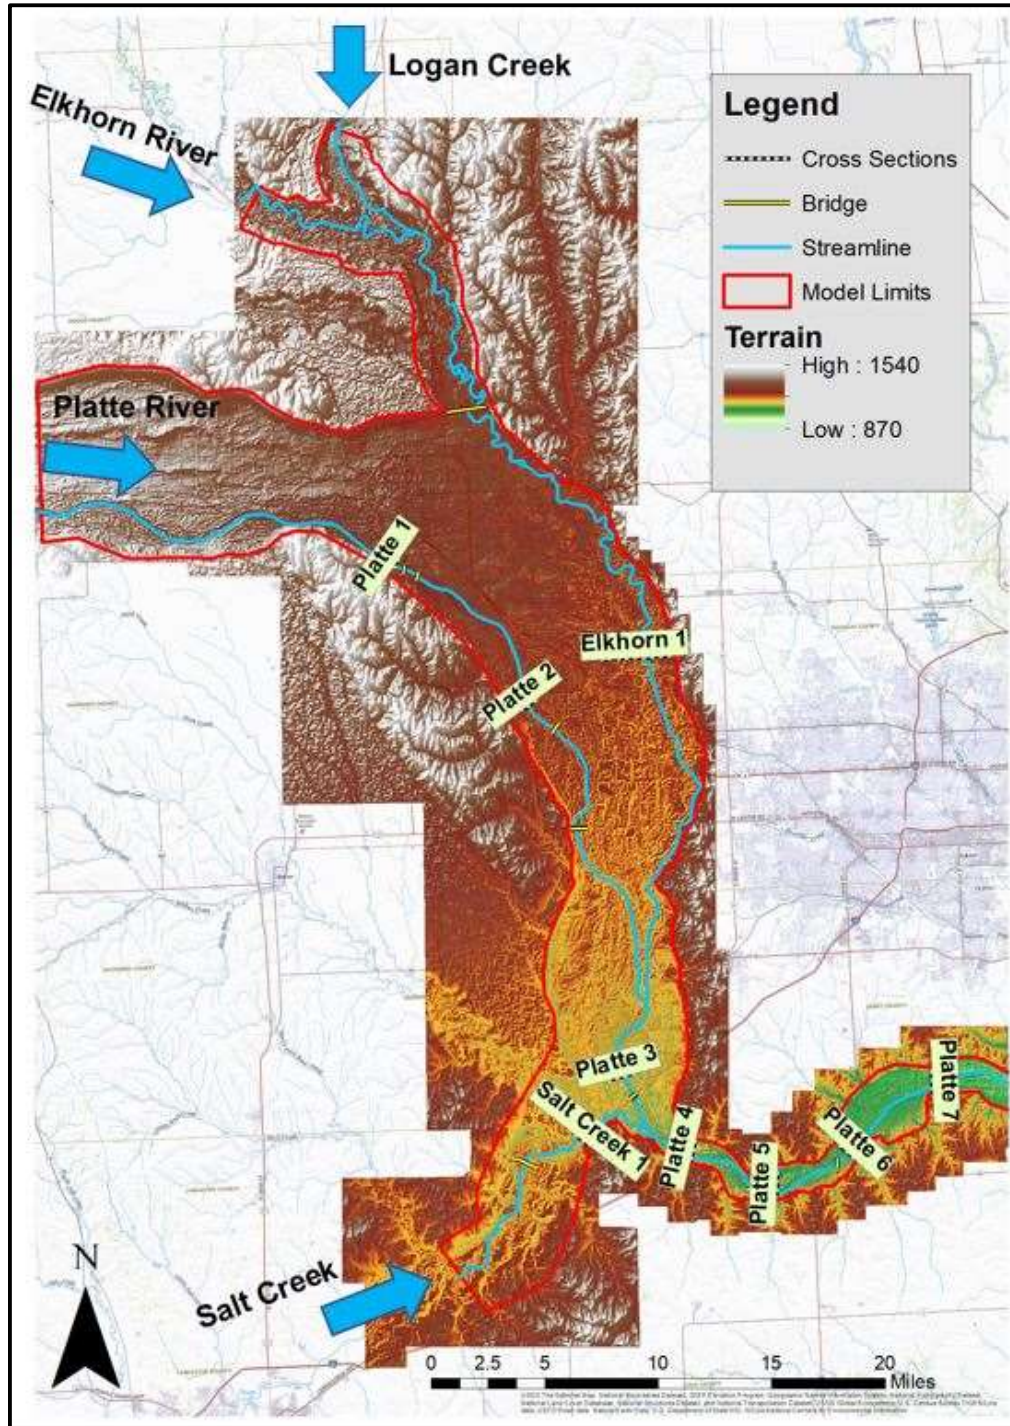 Logan Creek
Elkhorn River
Legend
Cross Sections
Bridge
Streamline
Model Limits
Terrain
High : 1540
Low : 870
Platte River
Platte 1
Elkhorn 1
Platte 2
Platte 3
Salt Creek 1
Platte 4
Platte 5
Platte 6
Platte 7
Salt Creek
N
0 2.5 5 10 15 20
Miles